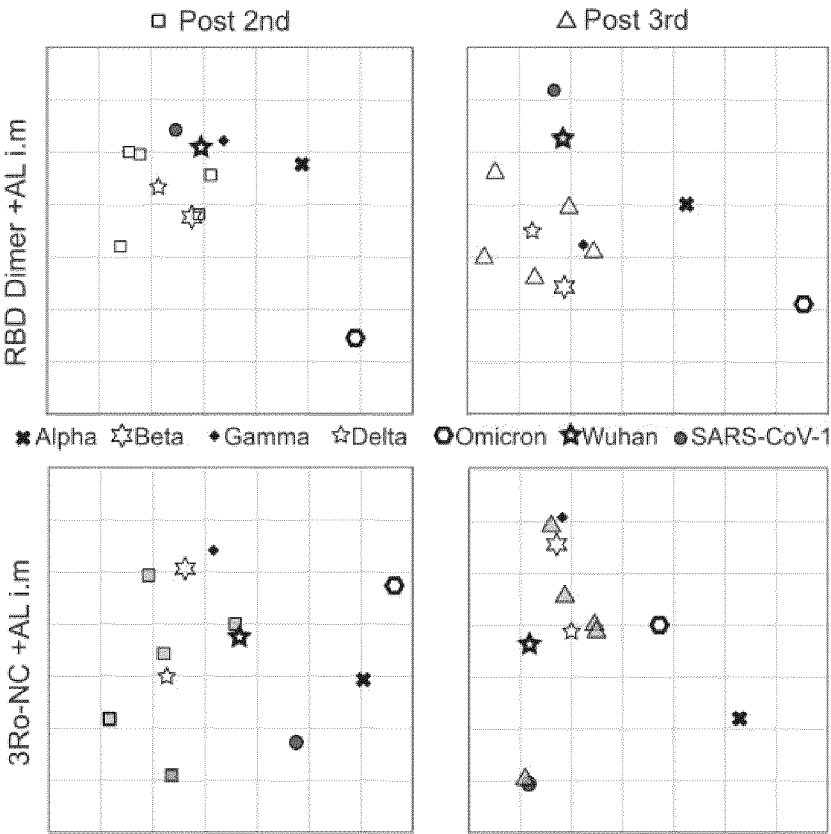 Post 2nd
Post 3rd
RBD Dimer +AL i.m
Alpha Beta Gamma Delta Omicron Wuhan SARS-CoV-1
3Ro-NC +AL i.m